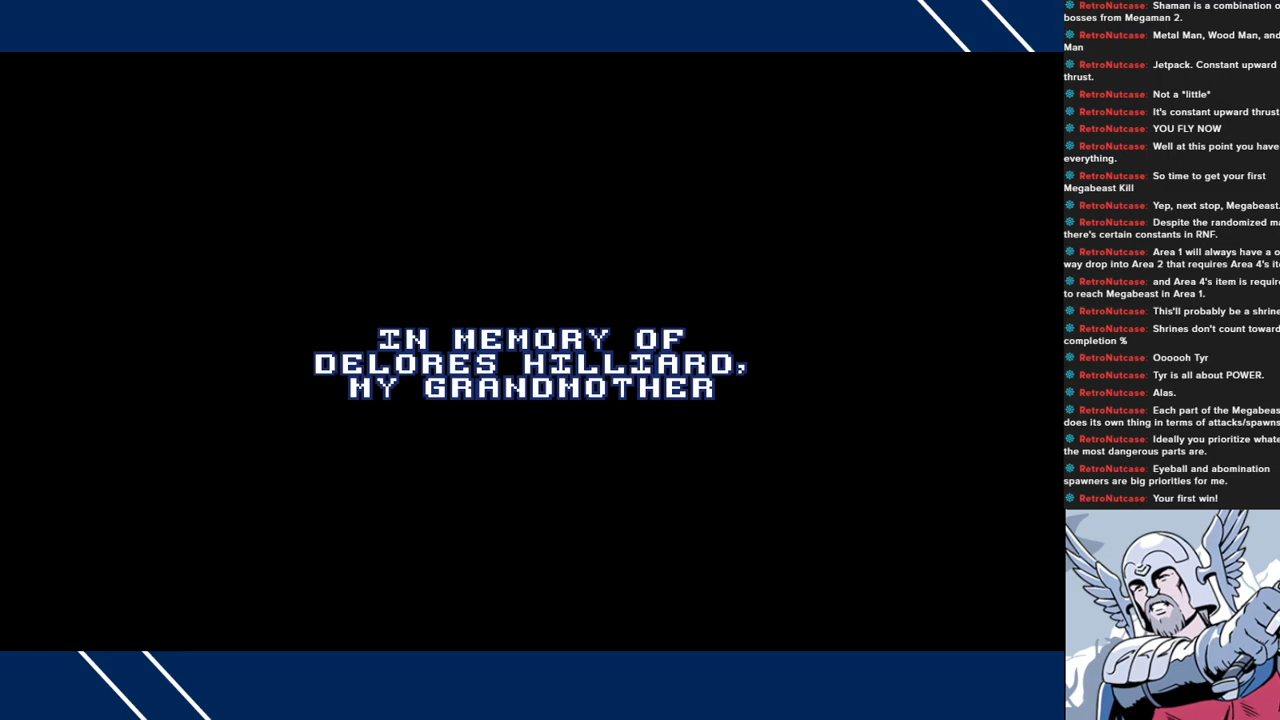 IN MEMORY OF
DELORES HILLIARD,
MY GRANDMOTHER
RetroNutcase: Shaman is a combination o
bosses from Megaman 2.
RetroNutcase: Metal Man, Wood Man, and
Man
RetroNutcase: Jetpack. Constant upward
thrust.
RetroNutcase: Not a *little*
RetroNutcase: It's constant upward thrust
RetroNutcase: YOU FLY NOW
RetroNutcase: Well at this point you have
everything.
RetroNutcase: So time to get your first
Megabeast Kill
RetroNutcase: Yep, next stop, Megabeast.
RetroNutcase: Despite the randomized ma
there's certain constants in RNF.
RetroNutcase: Area 1 will always have a o
way drop into Area 2 that requires Area 4's ite
RetroNutcase: and Area 4's item is require
to reach Megabeast in Area 1.
RetroNutcase: This'll probably be a shrine
RetroNutcase: Shrines don't count toward
completion %
RetroNutcase: Oooooh Tyr
RetroNutcase: Tyr is all about POWER.
RetroNutcase: Alas.
RetroNutcase: Each part of the Megabeas
does its own thing in terms of attacks/spawns
RetroNutcase: Ideally you prioritize whate
the most dangerous parts are.
RetroNutcase: Eyeball and abomination
spawners are big priorities for me.
RetroNutcase: Your first win!